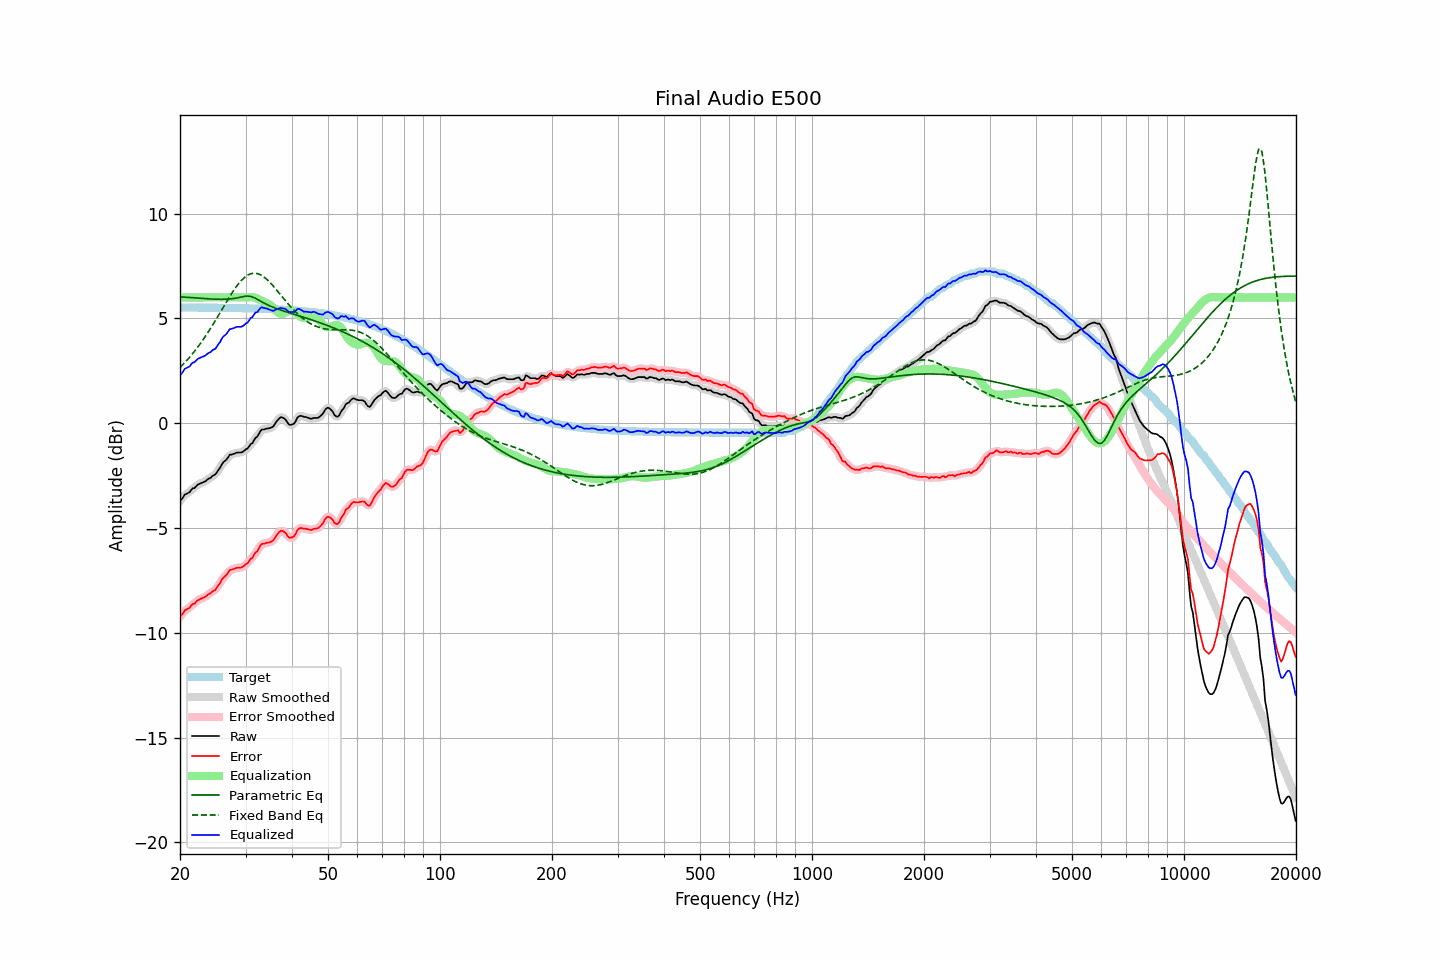 Final Audio E500
Amplitude (dBr)
10
5
0
−5
−10
−15
−20
Target
Raw Smoothed
Error Smoothed
Raw
Error
Equalization
Parametric Eq
Fixed Band Eq
Equalized
20 50 100 200 500 1000 2000 5000 10000 20000
Frequency (Hz)